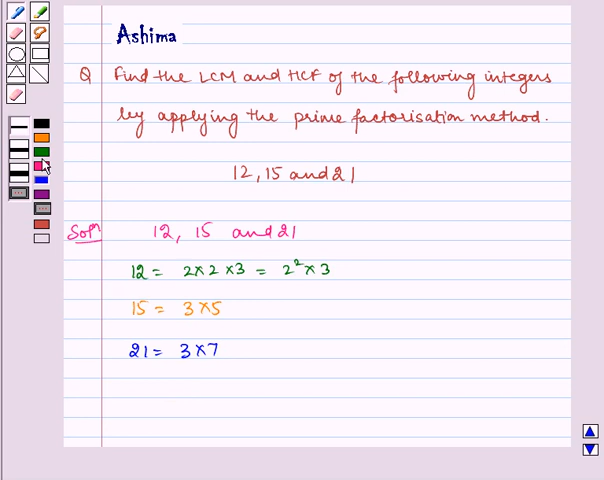 Ashima
Q Find the LCM and HCF of the following integers
by applying the prime factorisation method.
12, 15 and 21
Solⁿ 12, 15 and 21
12 = 2 × 2 × 3 = 2² × 3
15 = 3 × 5
21 = 3 × 7